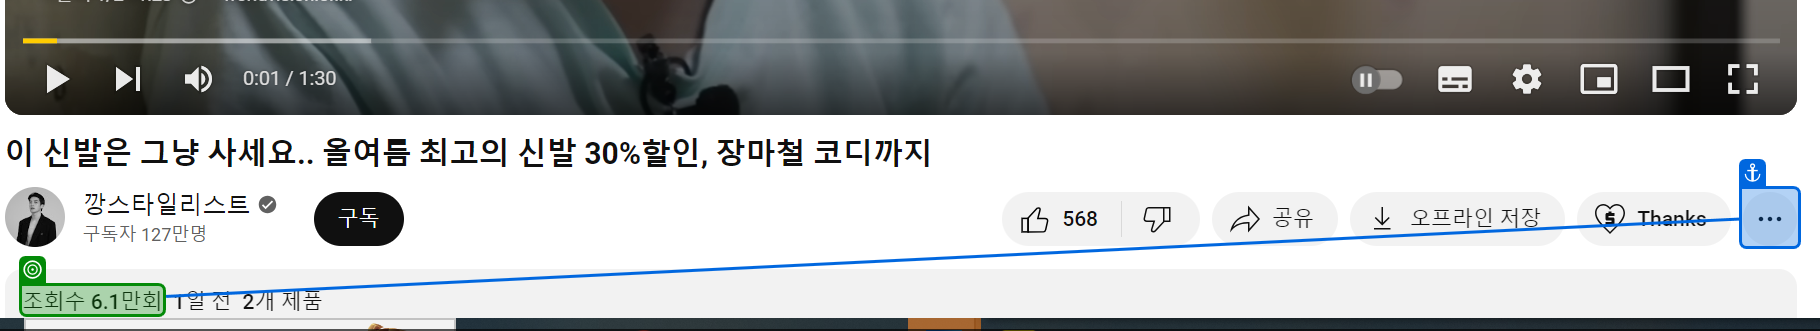 0:01 / 1:30
이 신발은 그냥 사세요.. 올여름 최고의 신발 30%할인, 장마철 코디까지
깡스타일리스트
구독자 127만명
구독
568
공유
오프라인 저장
Thanks
조회수 6.1만회 1일 전 2개 제품